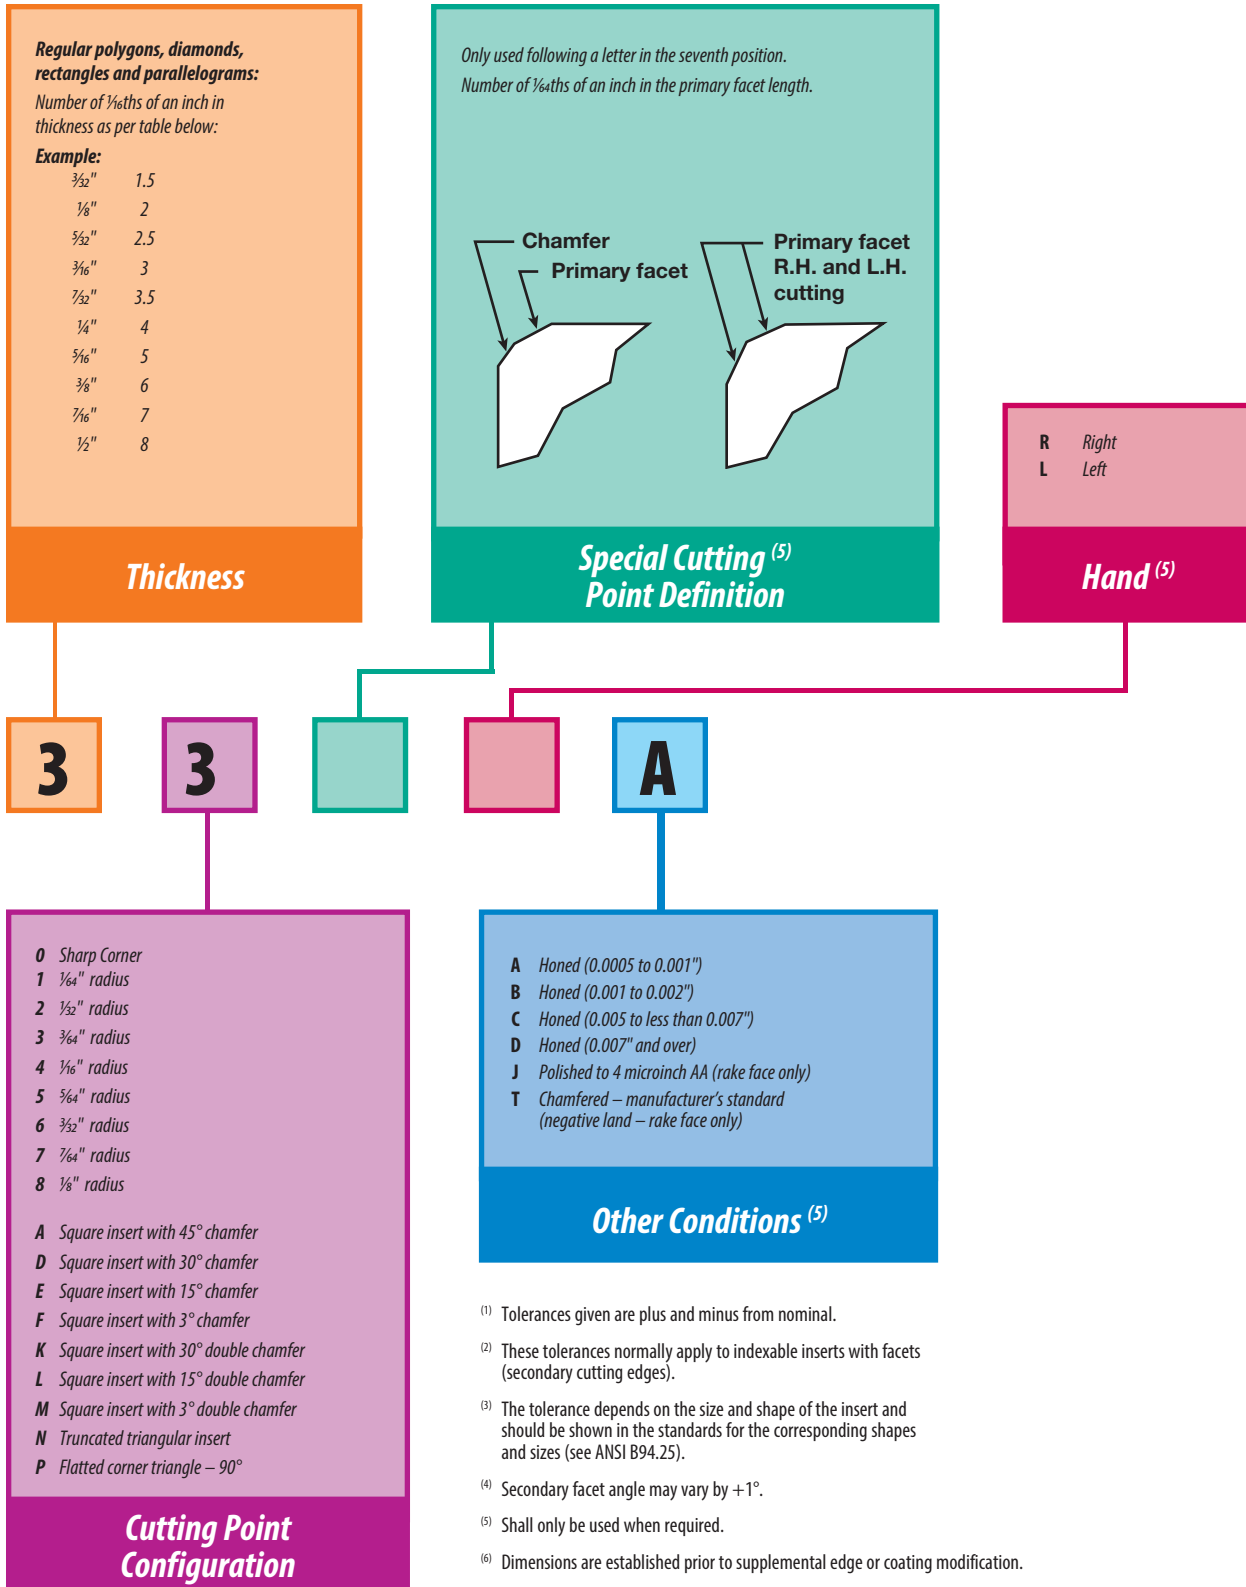 Regular polygons, diamonds,
rectangles and parallelograms:
Number of 1⁄16ths of an inch in
thickness as per table below:
Example:
3⁄32" 1.5
1⁄8" 2
5⁄32" 2.5
3⁄16" 3
7⁄32" 3.5
1⁄4" 4
5⁄16" 5
3⁄8" 6
7⁄16" 7
1⁄2" 8
Thickness
Only used following a letter in the seventh position.
Number of 1⁄64ths of an inch in the primary facet length.
Chamfer
Primary facet
Primary facet
R.H. and L.H.
cutting
Special Cutting (5)
Point Definition
R Right
L Left
Hand (5)
3
3
A
0 Sharp Corner
1 1⁄64" radius
2 1⁄32" radius
3 3⁄64" radius
4 1⁄16" radius
5 5⁄64" radius
6 3⁄32" radius
7 7⁄64" radius
8 1⁄8" radius
A Square insert with 45° chamfer
D Square insert with 30° chamfer
E Square insert with 15° chamfer
F Square insert with 3° chamfer
K Square insert with 30° double chamfer
L Square insert with 15° double chamfer
M Square insert with 3° double chamfer
N Truncated triangular insert
P Flatted corner triangle – 90°
Cutting Point
Configuration
A Honed (0.0005 to 0.001")
B Honed (0.001 to 0.002")
C Honed (0.005 to less than 0.007")
D Honed (0.007" and over)
J Polished to 4 microinch AA (rake face only)
T Chamfered – manufacturer's standard
(negative land – rake face only)
Other Conditions (5)
(1) Tolerances given are plus and minus from nominal.
(2) These tolerances normally apply to indexable inserts with facets
(secondary cutting edges).
(3) The tolerance depends on the size and shape of the insert and
should be shown in the standards for the corresponding shapes
and sizes (see ANSI B94.25).
(4) Secondary facet angle may vary by +1°.
(5) Shall only be used when required.
(6) Dimensions are established prior to supplemental edge or coating modification.